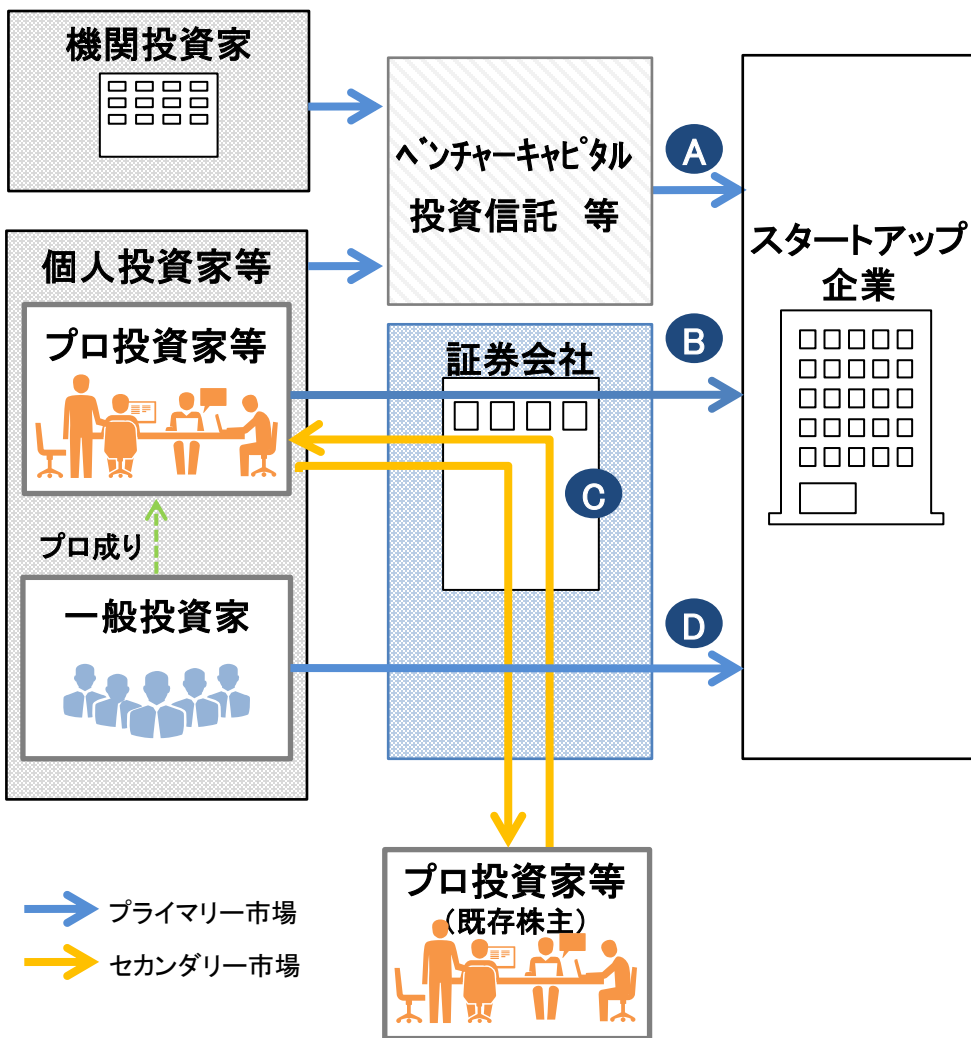 機関投資家
ベンチャーキャピタル
投資信託 等
A
スタートアップ
企業
個人投資家等
プロ投資家等
証券会社
B
C
プロ成り
一般投資家
D
プロ投資家等
(既存株主)
プライマリー市場
セカンダリー市場